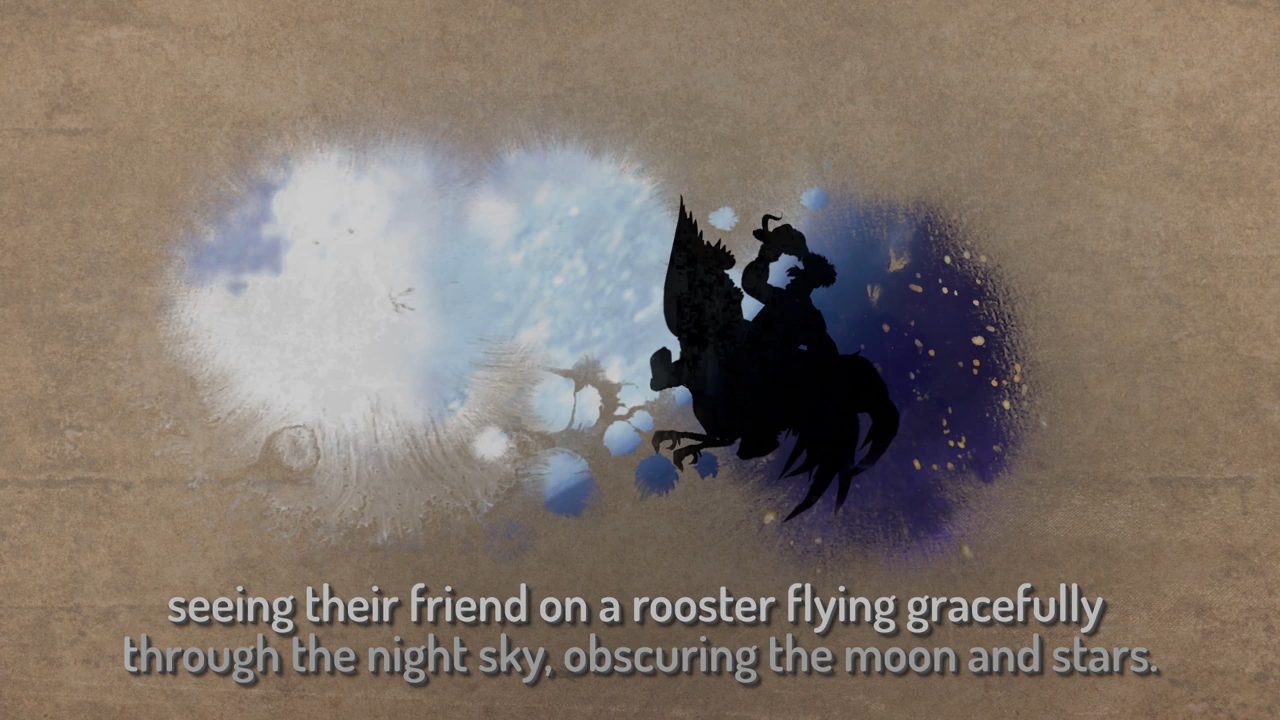 seeing their friend on a rooster flying gracefully
through the night sky, obscuring the moon and stars.